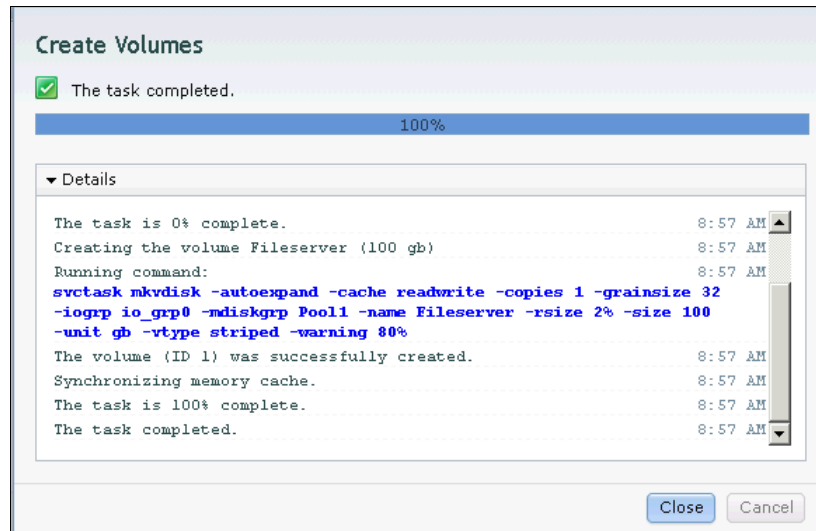 Create Volumes
The task completed.
100%
Details
The task is 0% complete. 8:57 AM
Creating the volume Fileserver (100 gb) 8:57 AM
Running command: 8:57 AM
svctask mkvdisk -autoexpand -cache readwrite -copies 1 -grainsize 32
-iogrp io_grp0 -mdiskgrp Pool1 -name Fileserver -rsize 2% -size 100
-unit gb -vtype striped -warning 80%
The volume (ID 1) was successfully created. 8:57 AM
Synchronizing memory cache. 8:57 AM
The task is 100% complete. 8:57 AM
The task completed. 8:57 AM
Close Cancel